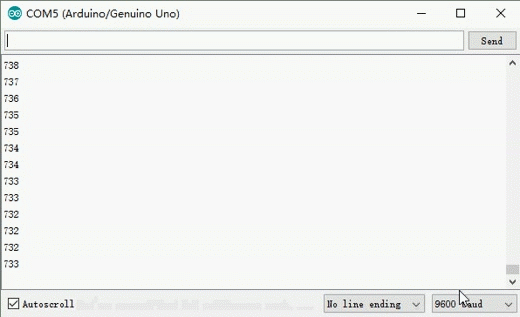 COM5 (Arduino/Genuino Uno)
Send
738
737
736
735
735
734
734
733
733
732
732
732
733
Autoscroll
No line ending
9600 baud